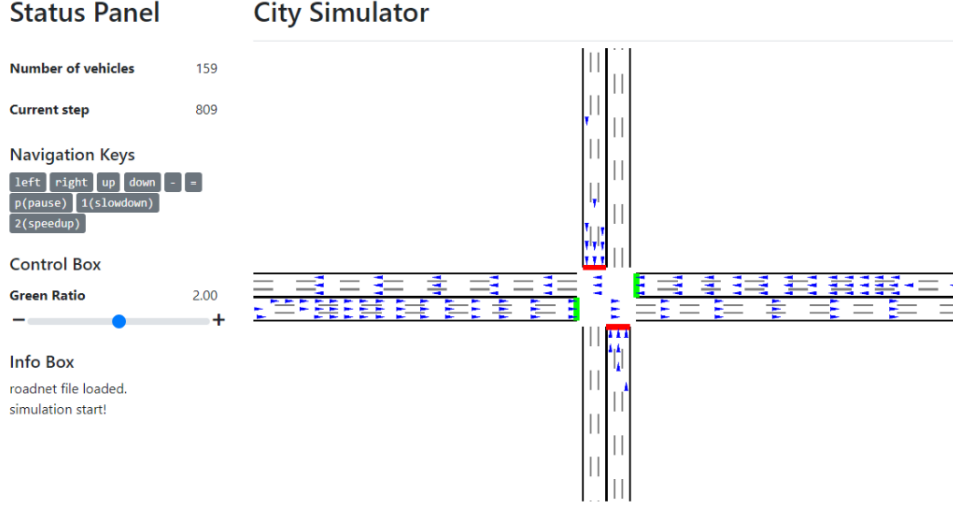 Status Panel
City Simulator
Number of vehicles 159
Current step 809
Navigation Keys
left right up down - =
p(pause) 1(slowdown)
2(speedup)
Control Box
Green Ratio 2.00
− +
Info Box
roadnet file loaded.
simulation start!